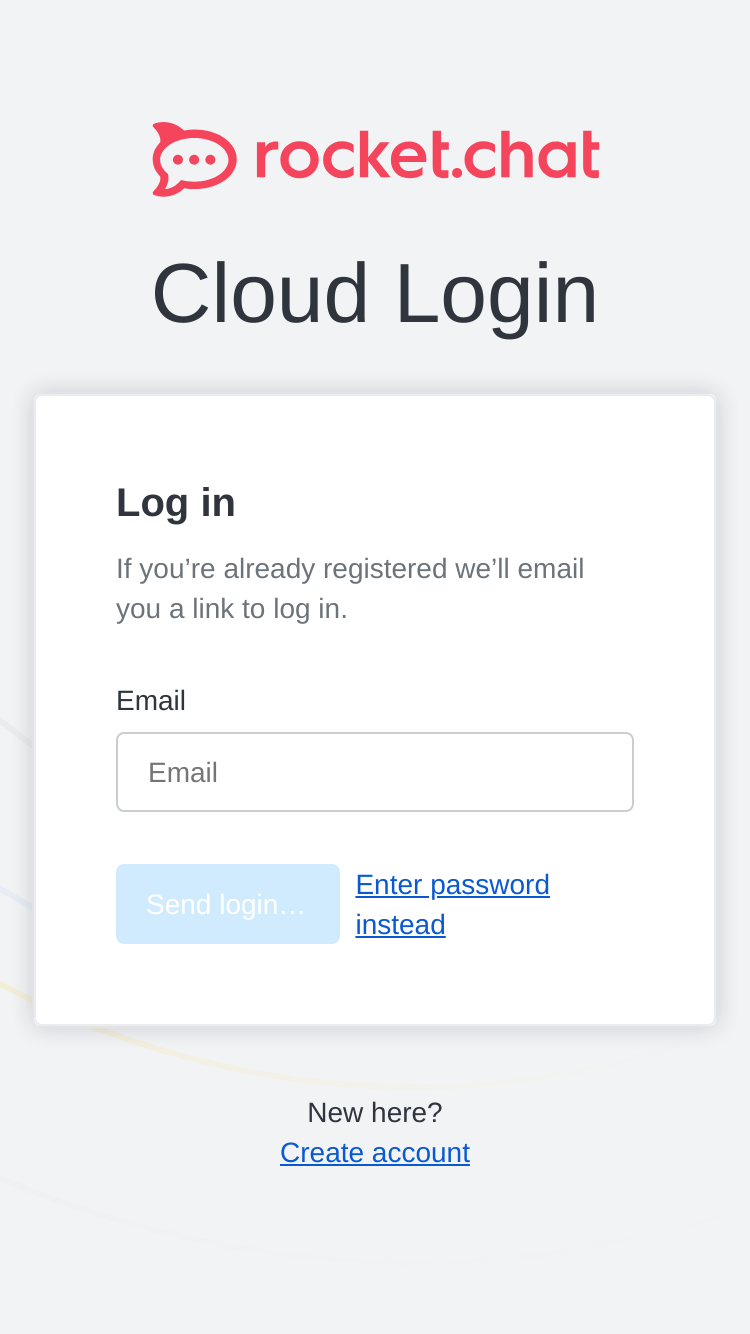 rocket.chat
Cloud Login
Log in
If you’re already registered we’ll email
you a link to log in.
Email
Email
Send login…
Enter password
instead
New here?
Create account